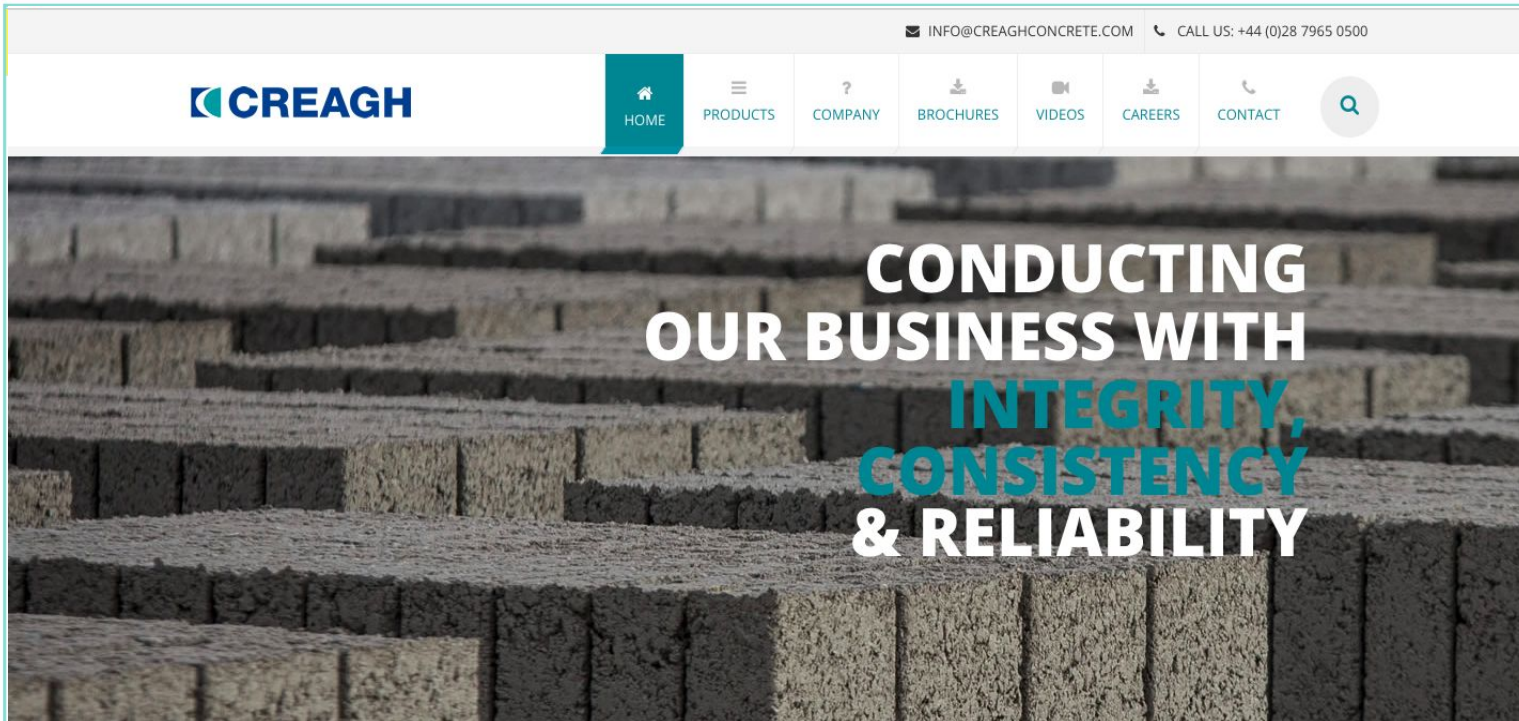 INFO@CREAGHCONCRETE.COM CALL US: +44 (0)28 7965 0500
CREAGH
HOME PRODUCTS ? COMPANY BROCHURES VIDEOS CAREERS CONTACT
CONDUCTING
OUR BUSINESS WITH
INTEGRITY,
CONSISTENCY
& RELIABILITY